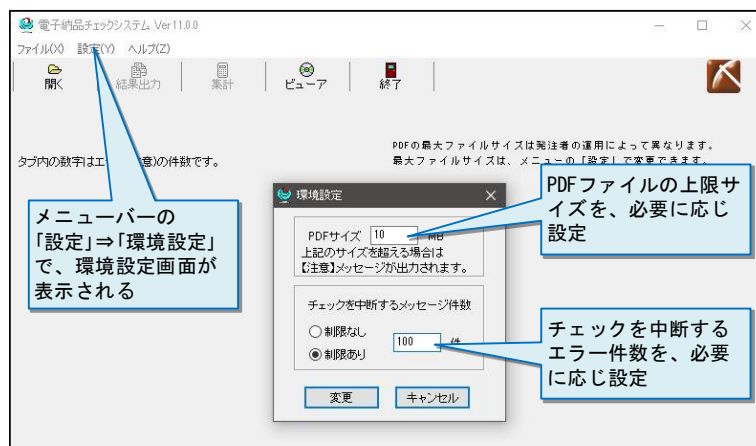 電子納品チェックシステム Ver11.0.0
ファイル(X) 設定(Y) ヘルプ(Z)
開く 結果出力 集計 ビューア 終了
PDFの最大ファイルサイズは発注者の運用によって異なります。
最大ファイルサイズは、メニューの「設定」で変更できます。
タブ内の数字はエ 意)の件数です。
メニューバーの
「設定」⇒「環境設定」
で、環境設定画面が
表示される
環境設定
PDFサイズ 10 MB
上記のサイズを超える場合は
【注意】メッセージが出力されます。
チェックを中断するメッセージ件数
制限なし
制限あり
100 件
変更 キャンセル
PDFファイルの上限サ
イズを、必要に応じ
設定
チェックを中断する
エラー件数を、必要
に応じ設定